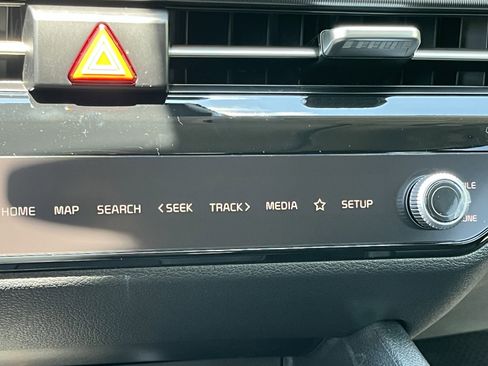 HOME MAP SEARCH <SEEK TRACK> MEDIA ☆ SETUP